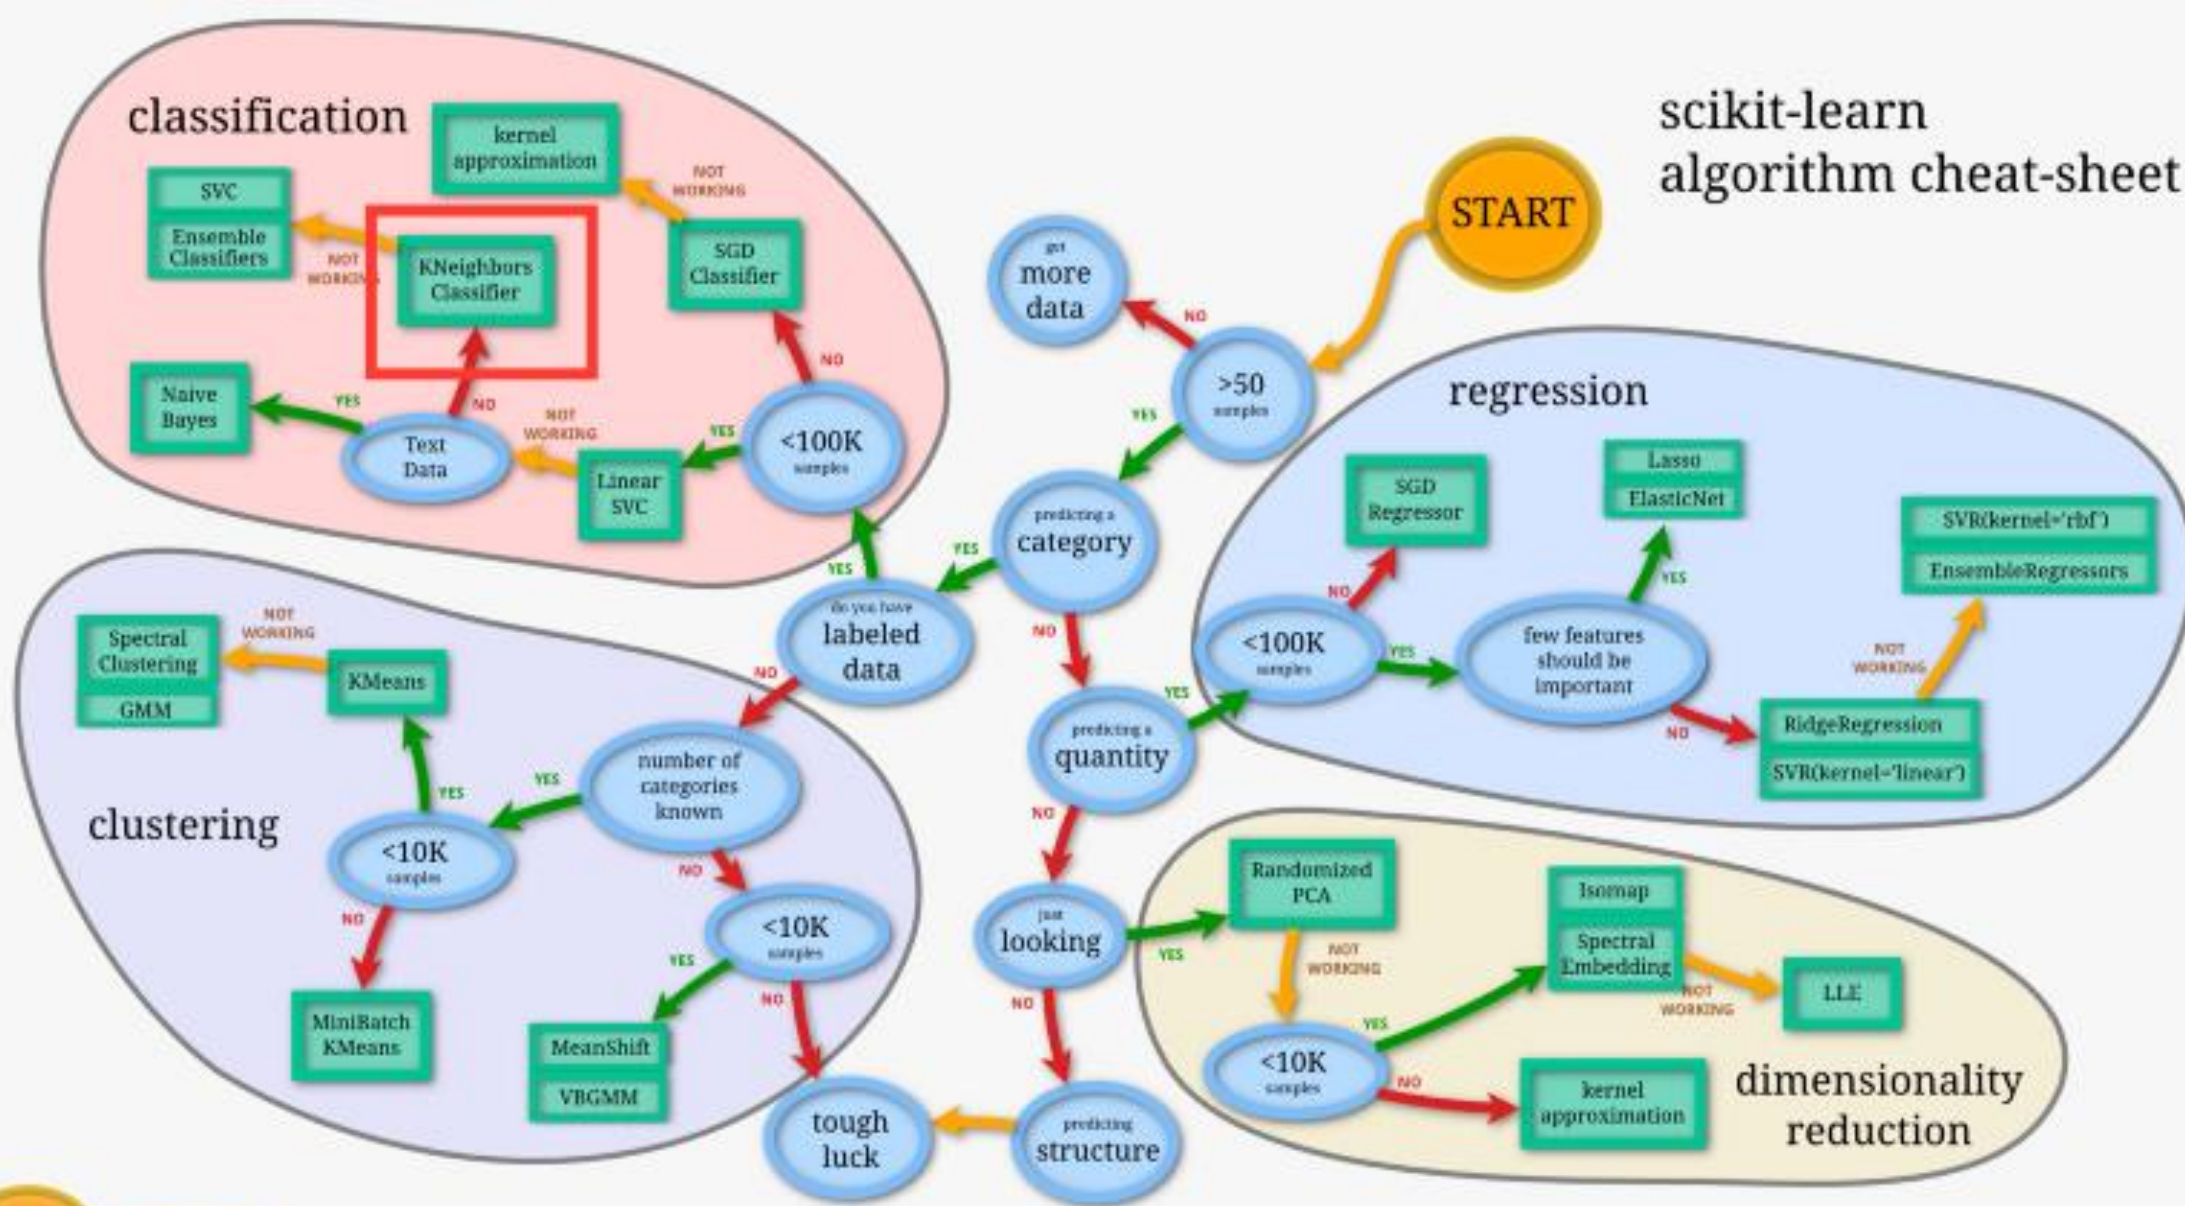 scikit-learn
algorithm cheat-sheet
classification
kernel
approximation
NOT
WORKING
SVC
Ensemble
Classifiers
NOT
WORKING
KNeighbors
Classifier
SGD
Classifier
NO
Naive
Bayes
YES
NO
Text
Data
NOT
WORKING
Linear
SVC
YES
<100K
samples
YES
START
get
more
data
NO
>50
samples
YES
predicting a
category
YES
NO
do you have
labeled
data
NO
predicting a
quantity
YES
NO
just
looking
YES
NO
predicting
structure
tough
luck
regression
SGD
Regressor
NO
<100K
samples
YES
Lasso
ElasticNet
YES
few features
should be
important
NO
SVR(kernel='rbf')
EnsembleRegressors
NOT
WORKING
RidgeRegression
SVR(kernel='linear')
clustering
Spectral
Clustering
GMM
NOT
WORKING
KMeans
YES
<10K
samples
NO
MiniBatch
KMeans
YES
number of
categories
known
NO
<10K
samples
YES
NO
MeanShift
VBGMM
dimensionality
reduction
Randomized
PCA
NOT
WORKING
<10K
samples
YES
NO
Isomap
Spectral
Embedding
NOT
WORKING
LLE
kernel
approximation